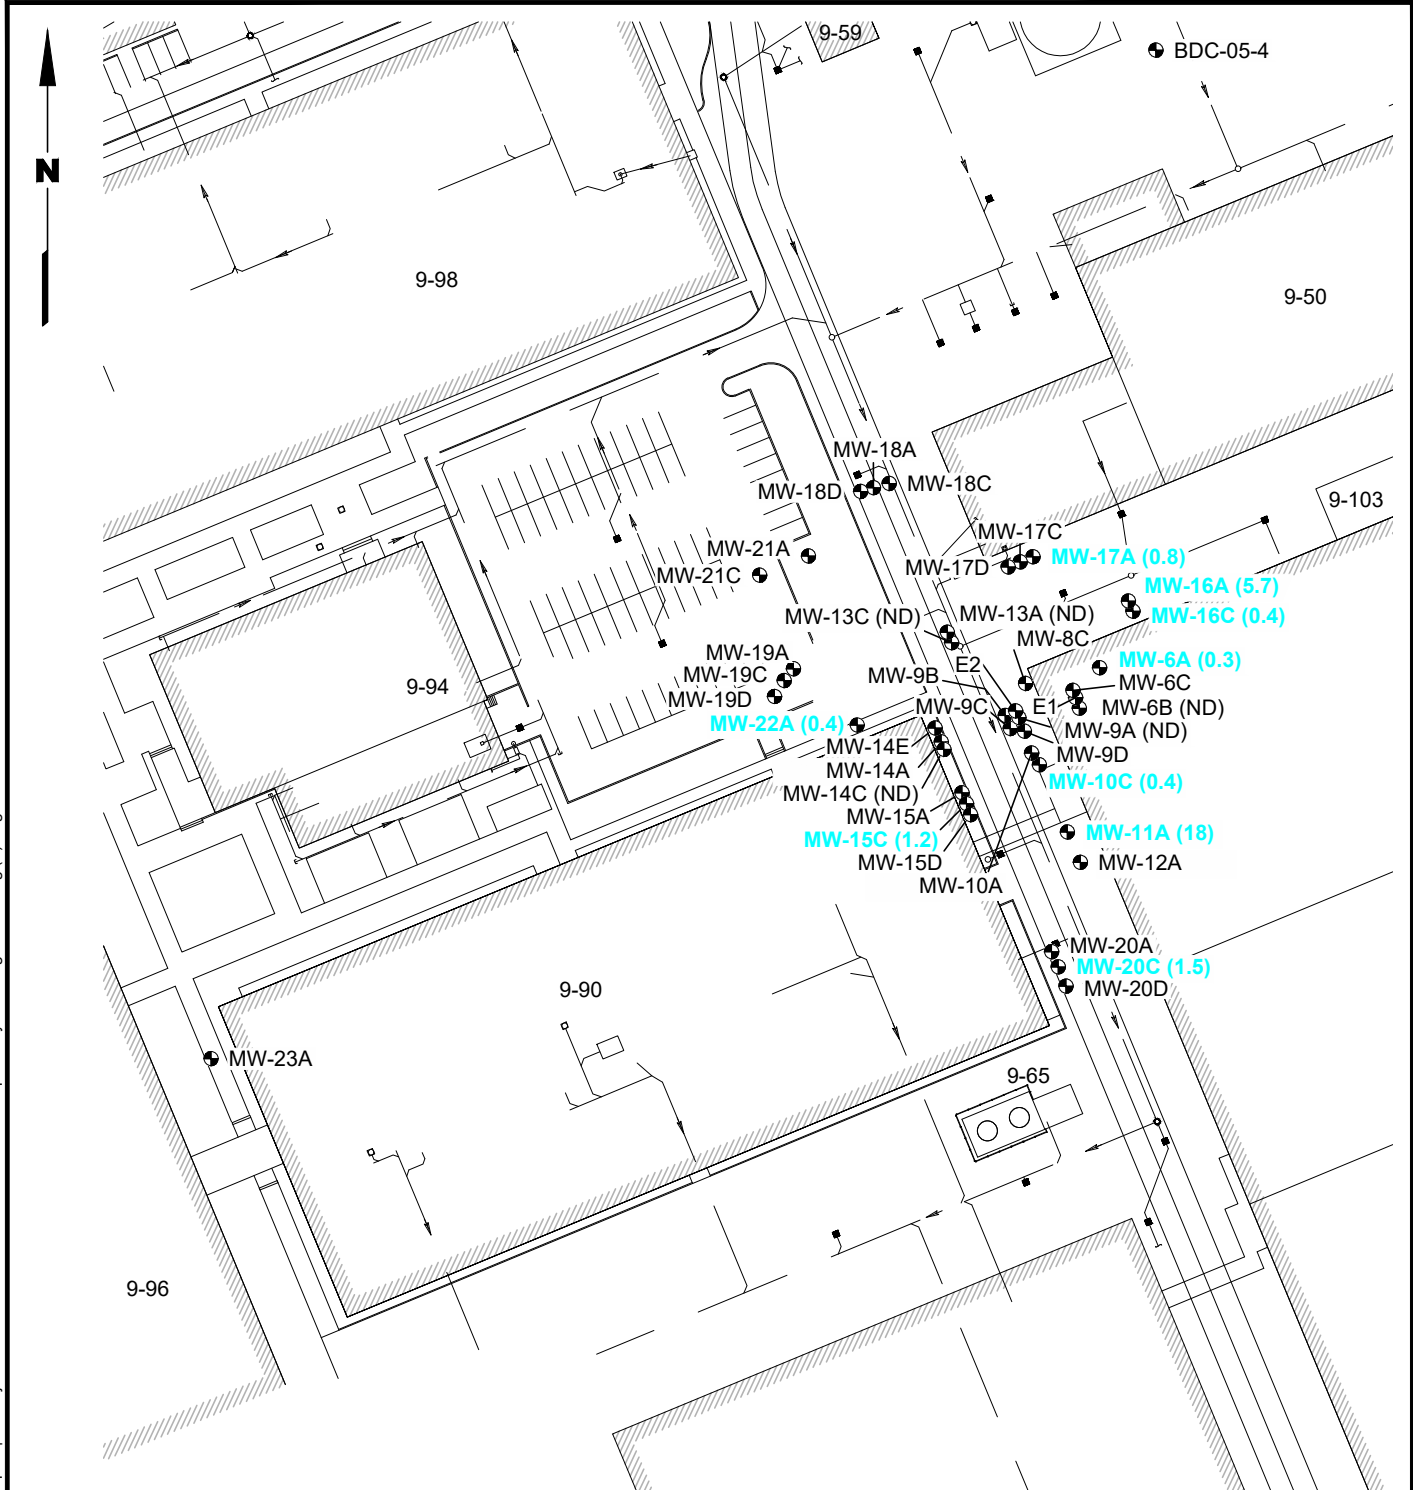 9-59
BDC-05-4
N
9-98
9-50
MW-18A
MW-18D
MW-18C
9-103
MW-17C
MW-21A
MW-17A (0.8)
MW-21C
MW-17D
MW-16A (5.7)
MW-13C (ND)
MW-13A (ND)
MW-16C (0.4)
MW-8C
MW-19A
E2
MW-6A (0.3)
MW-19C
MW-9B
MW-6C
9-94
MW-19D
MW-9C
E1
MW-6B (ND)
MW-22A (0.4)
MW-9A (ND)
MW-14E
MW-9D
MW-14A
MW-10C (0.4)
MW-14C (ND)
MW-15A
MW-11A (18)
MW-15C (1.2)
MW-15D
MW-12A
MW-10A
MW-20A
MW-20C (1.5)
9-90
MW-20D
MW-23A
9-65
9-96